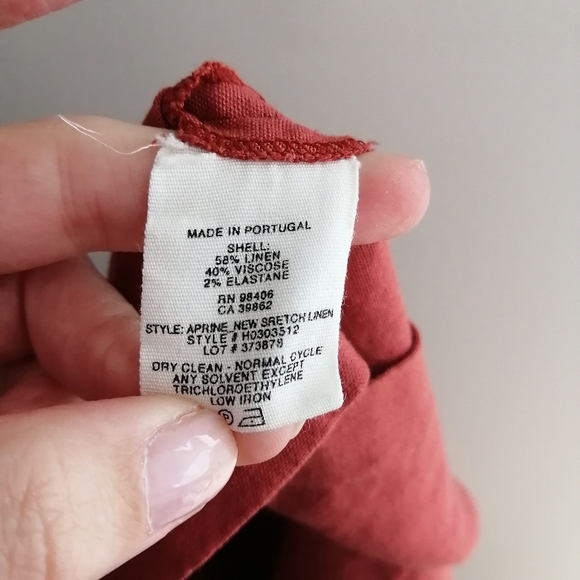 MADE IN PORTUGAL
SHELL:
58% LINEN
40% VISCOSE
2% ELASTANE
RN 98406
CA 39862
STYLE: APRINE_NEW SRETCH LINEN
STYLE # H0303512
LOT # 373878
DRY CLEAN - NORMAL CYCLE
ANY SOLVENT EXCEPT
TRICHLOROETHYLENE
LOW IRON